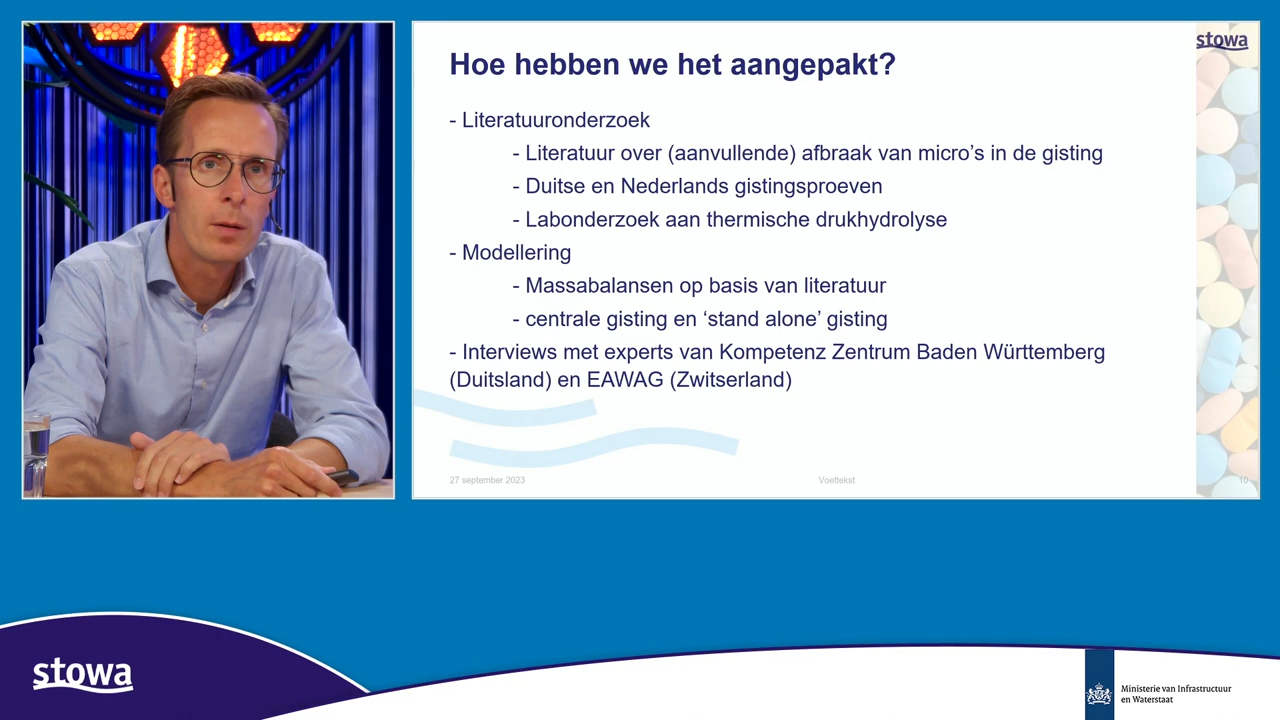 stowa
Hoe hebben we het aangepakt?
- Literatuuronderzoek
- Literatuur over (aanvullende) afbraak van micro’s in de gisting
- Duitse en Nederlands gistingsproeven
- Labonderzoek aan thermische drukhydrolyse
- Modellering
- Massabalansen op basis van literatuur
- centrale gisting en ‘stand alone’ gisting
- Interviews met experts van Kompetenz Zentrum Baden Württemberg
(Duitsland) en EAWAG (Zwitserland)
27 september 2023
Voettekst
10
stowa
Ministerie van Infrastructuur
en Waterstaat